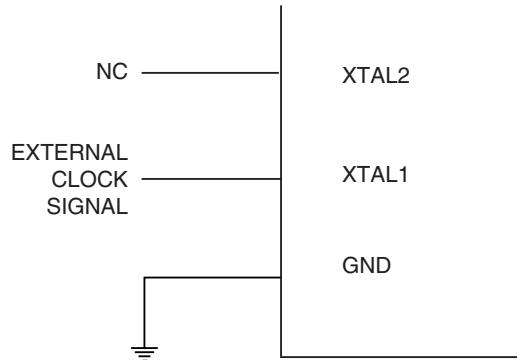 NC
XTAL2
EXTERNAL
CLOCK
SIGNAL
XTAL1
GND